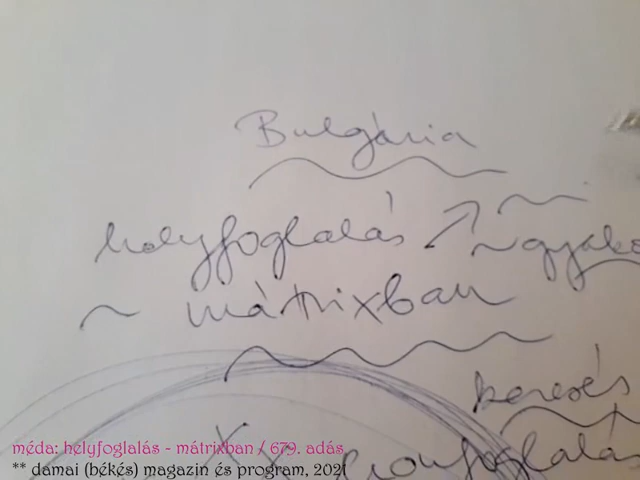 Bulgária
helyfoglalás
~ mátrixban
keresés
méda: helyfoglalás - mátrixban / 679. adás
** damai (békés) magazin és program, 2021